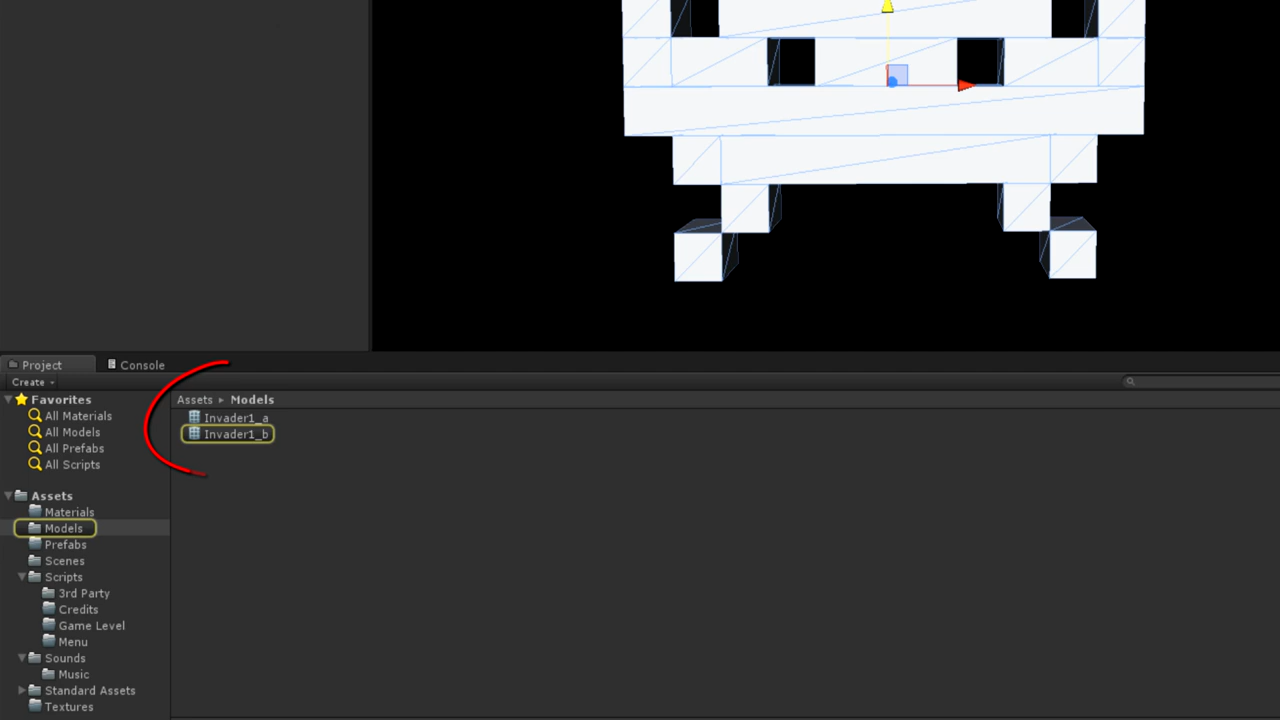 Project Console
Create
Favorites
All Materials
All Models
All Prefabs
All Scripts
Assets
Materials
Models
Prefabs
Scenes
Scripts
3rd Party
Credits
Game Level
Menu
Sounds
Music
Standard Assets
Textures
Assets ▸ Models
Invader1_a
Invader1_b